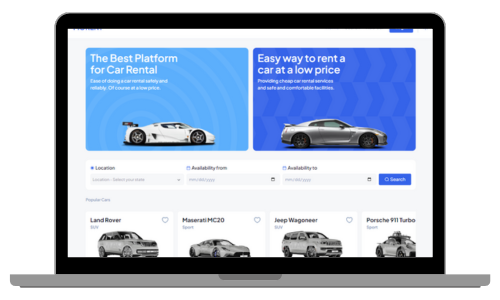 The Best Platform
for Car Rental
Ease of doing a car rental safely and
reliably. Of course at a low price.
Easy way to rent a
car at a low price
Providing cheap car rental services
and safe and comfortable facilities.
Location
Availability from
Availability to
Location - Select your state
mm/dd/yyyy
mm/dd/yyyy
Search
Popular Cars
Land Rover
SUV
Maserati MC20
Sport
Jeep Wagoneer
SUV
Porsche 911 Turbo
Sport